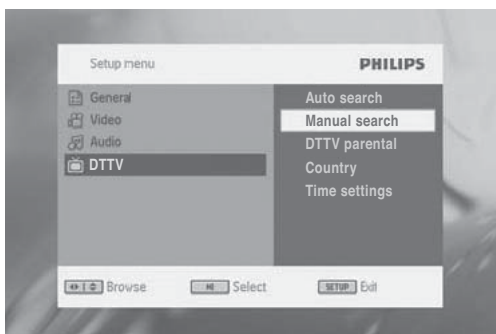 Setup menu PHILIPS
General
Video
Audio
DTTV
Auto search
Manual search
DTTV parental
Country
Time settings
Browse Select SETUP Exit